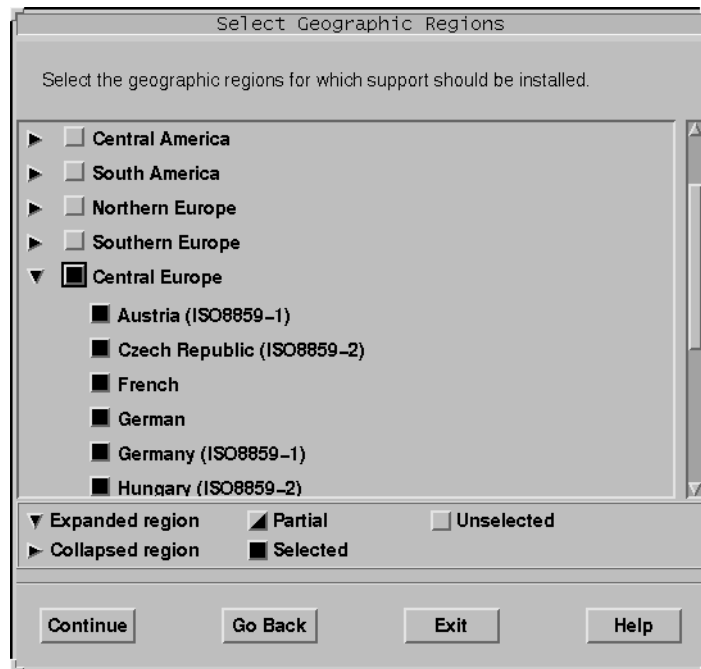 Select Geographic Regions
Select the geographic regions for which support should be installed.
Central America
South America
Northern Europe
Southern Europe
Central Europe
Austria (ISO8859-1)
Czech Republic (ISO8859-2)
French
German
Germany (ISO8859-1)
Hungary (ISO8859-2)
Expanded region Partial Unselected
Collapsed region Selected
Continue Go Back Exit Help